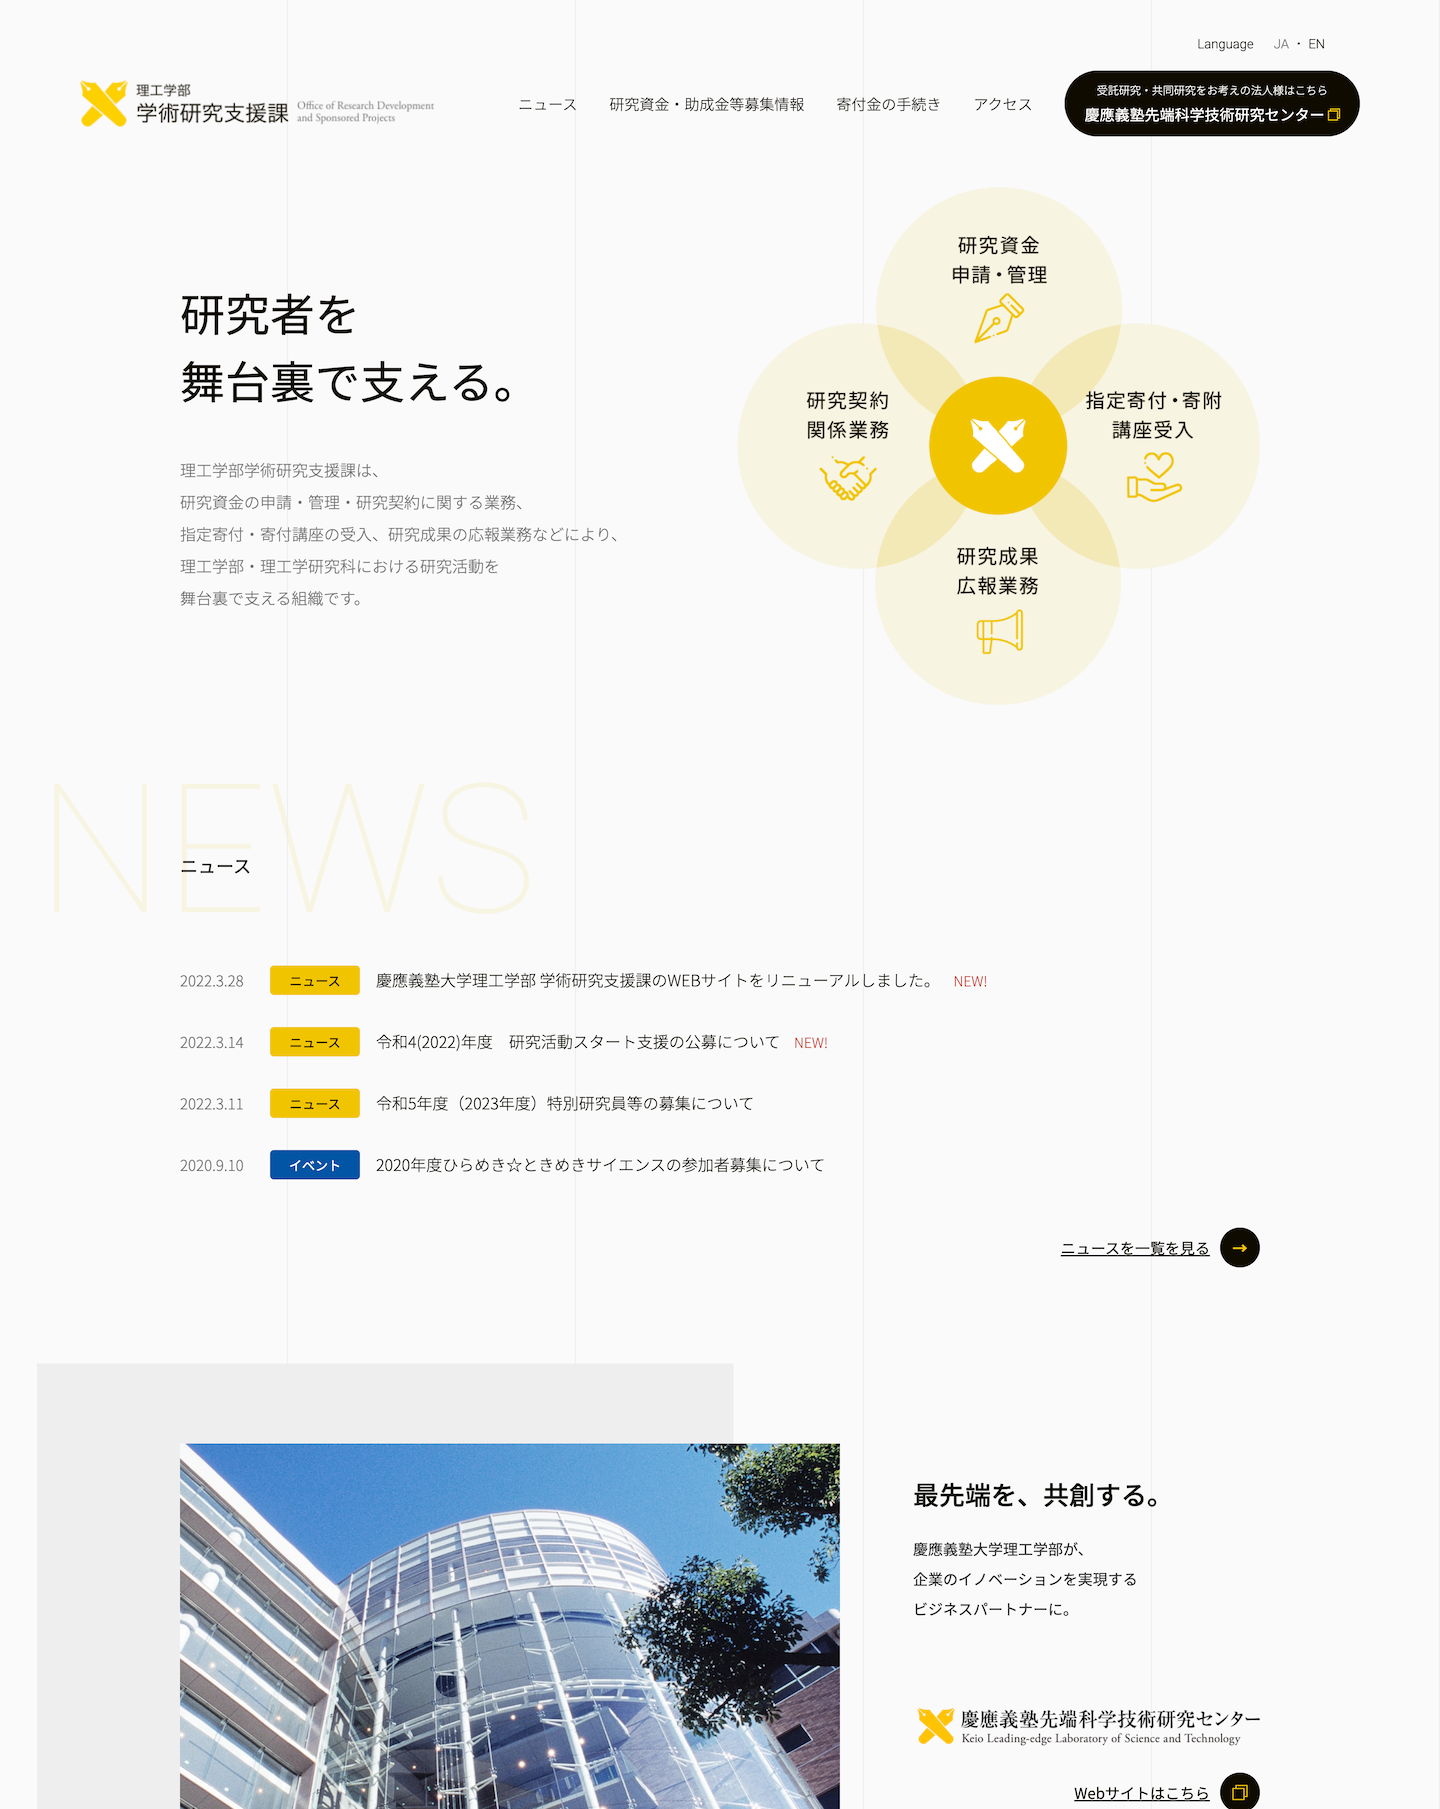 Language JA ・ EN
理工学部
学術研究支援課
Office of Research Development
and Sponsored Projects
ニュース
研究資金・助成金等募集情報
寄付金の手続き
アクセス
受託研究・共同研究をお考えの法人様はこちら
慶應義塾先端科学技術研究センター
研究者を
舞台裏で支える。
理工学部学術研究支援課は、
研究資金の申請・管理・研究契約に関する業務、
指定寄付・寄付講座の受入、研究成果の広報業務などにより、
理工学部・理工学研究科における研究活動を
舞台裏で支える組織です。
研究資金
申請・管理
研究契約
関係業務
指定寄付・寄附
講座受入
研究成果
広報業務
NEWS
ニュース
2022.3.28 ニュース 慶應義塾大学理工学部 学術研究支援課のWEBサイトをリニューアルしました。 NEW!
2022.3.14 ニュース 令和4(2022)年度　研究活動スタート支援の公募について NEW!
2022.3.11 ニュース 令和5年度（2023年度）特別研究員等の募集について
2020.9.10 イベント 2020年度ひらめき☆ときめきサイエンスの参加者募集について
ニュースを一覧を見る
最先端を、共創する。
慶應義塾大学理工学部が、
企業のイノベーションを実現する
ビジネスパートナーに。
慶應義塾先端科学技術研究センター
Keio Leading-edge Laboratory of Science and Technology
Webサイトはこちら